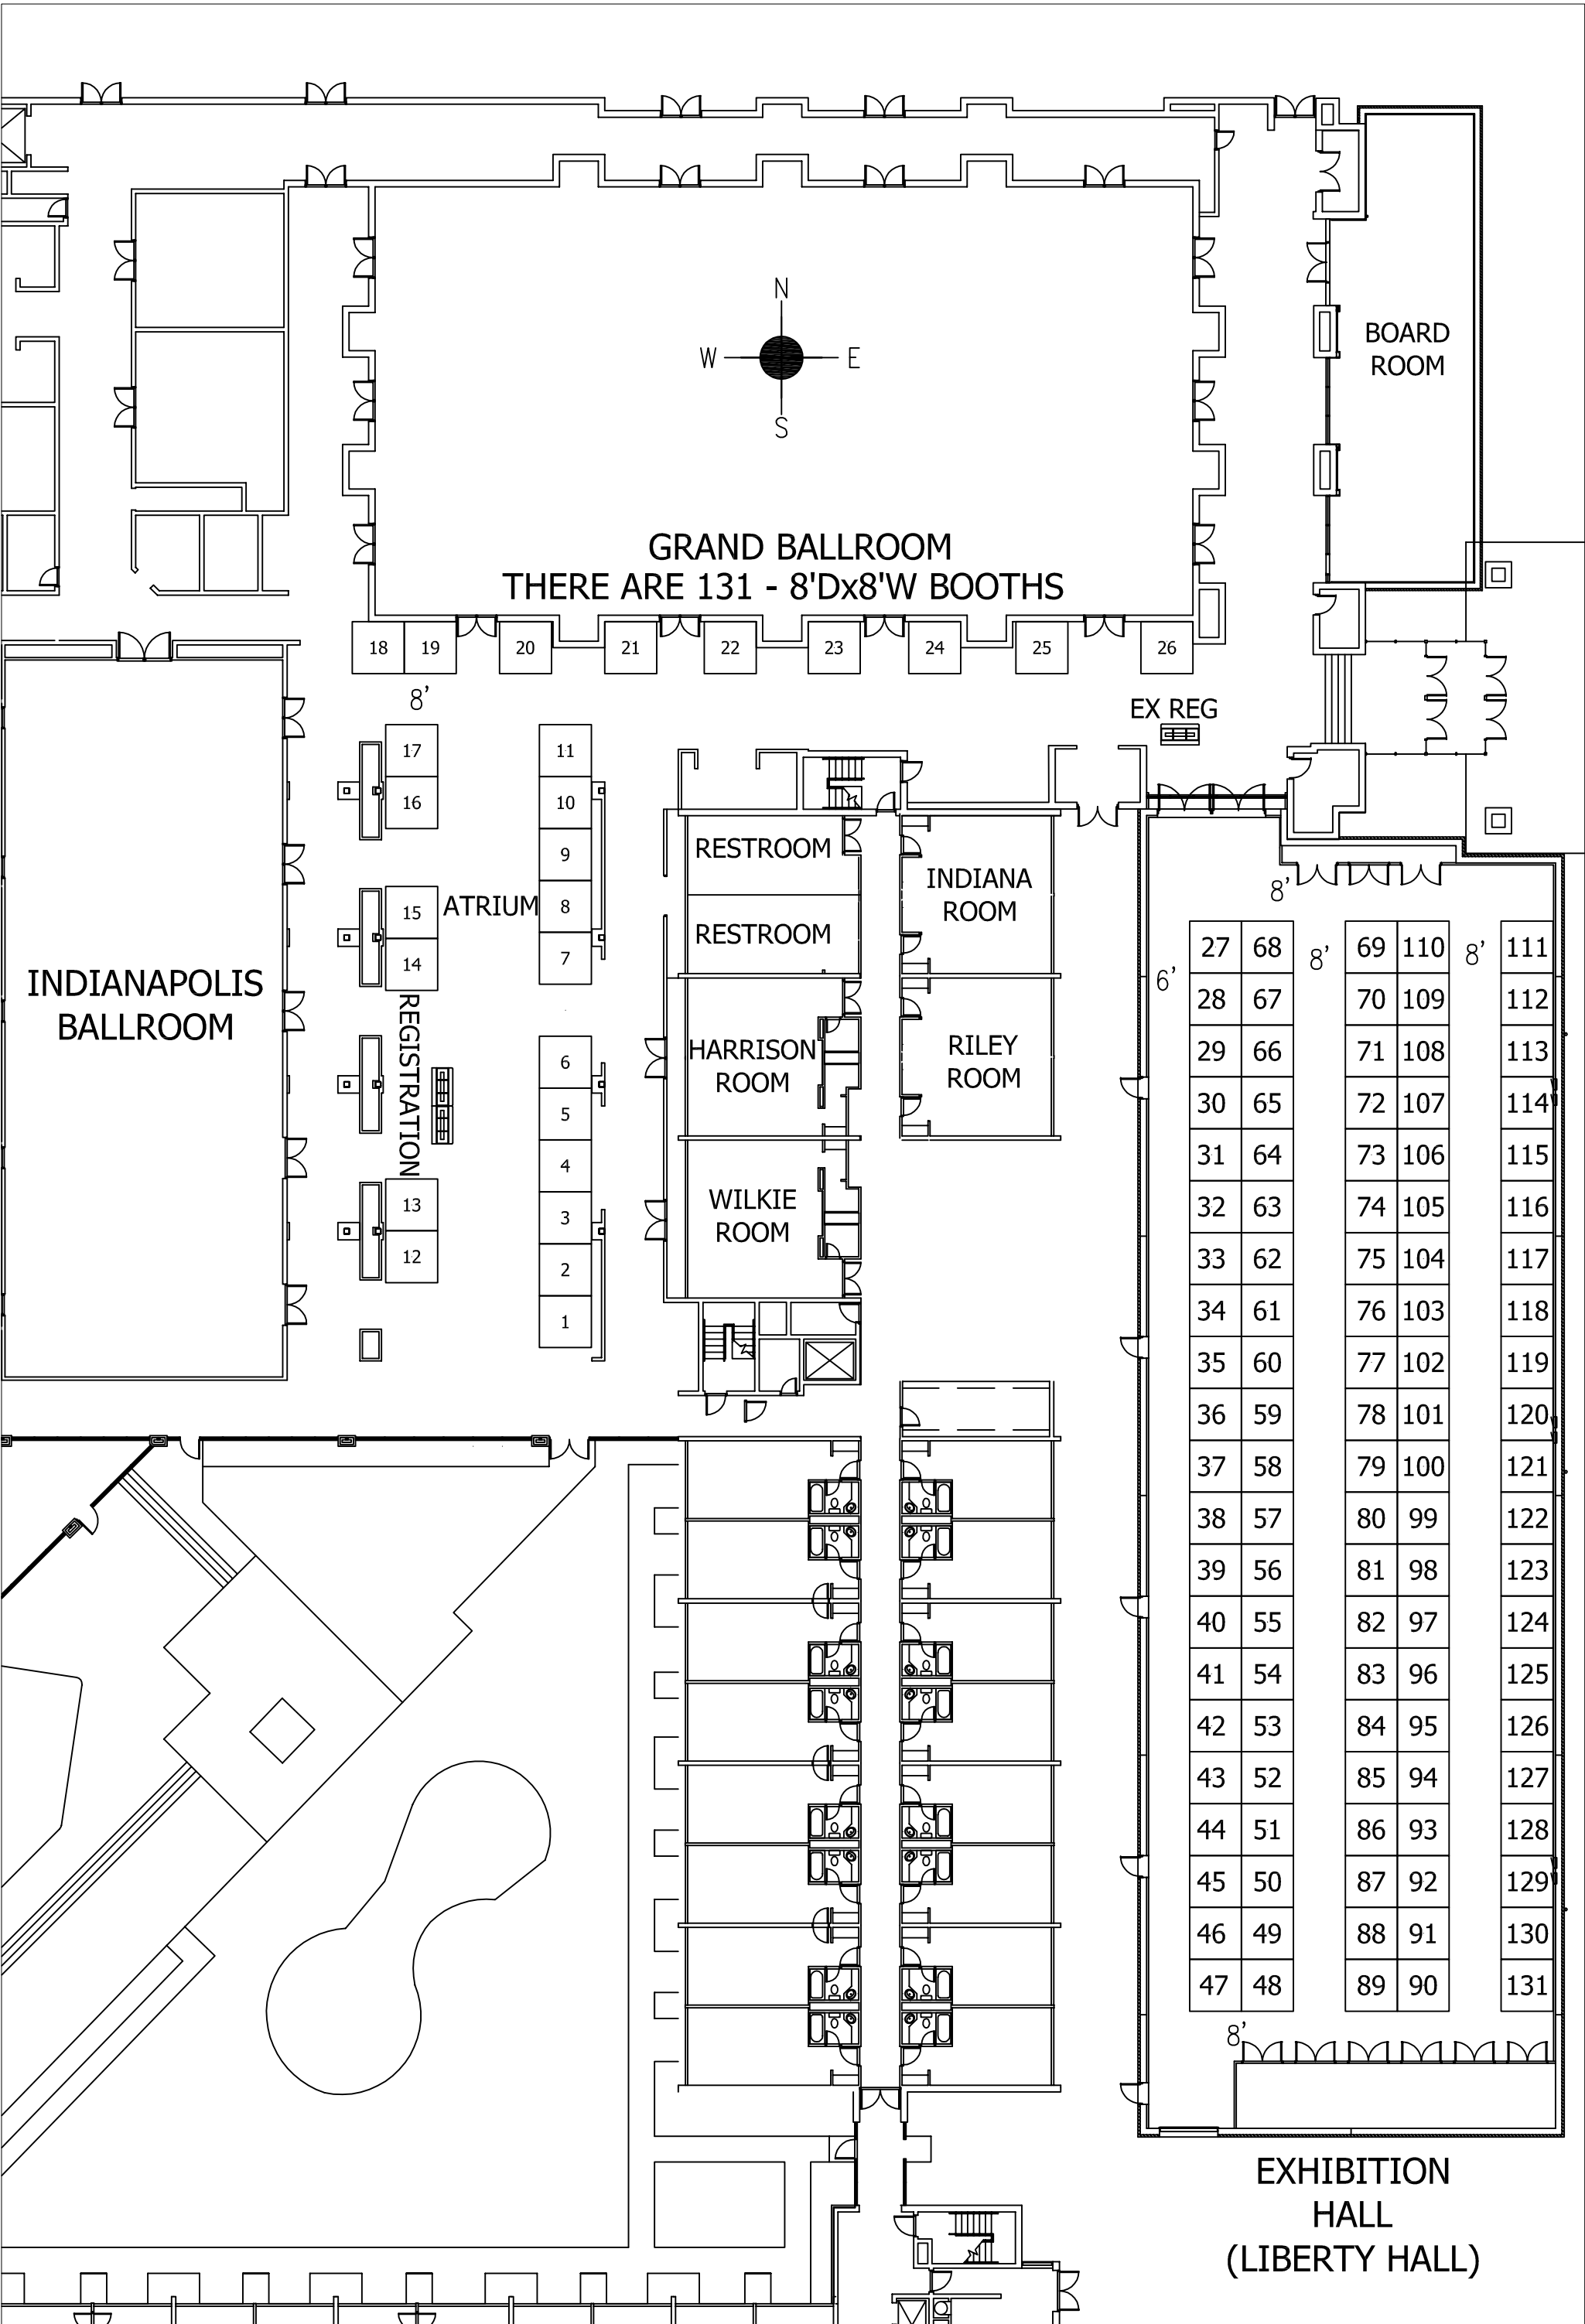 N
W E
S
BOARD
ROOM
GRAND BALLROOM
THERE ARE 131 - 8'Dx8'W BOOTHS
18 19 20 21 22 23 24 25 26
8'
EX REG
17 11
16 10
9
RESTROOM
INDIANA
ROOM
15 ATRIUM 8
RESTROOM
14 7
INDIANAPOLIS
BALLROOM
REGISTRATION
HARRISON
ROOM
RILEY
ROOM
6
5
4
13 3
WILKIE
ROOM
12 2
1
8'
27 68 8' 69 110 8' 111
6'
28 67 70 109 112
29 66 71 108 113
30 65 72 107 114
31 64 73 106 115
32 63 74 105 116
33 62 75 104 117
34 61 76 103 118
35 60 77 102 119
36 59 78 101 120
37 58 79 100 121
38 57 80 99 122
39 56 81 98 123
40 55 82 97 124
41 54 83 96 125
42 53 84 95 126
43 52 85 94 127
44 51 86 93 128
45 50 87 92 129
46 49 88 91 130
47 48 89 90 131
8'
EXHIBITION
HALL
(LIBERTY HALL)